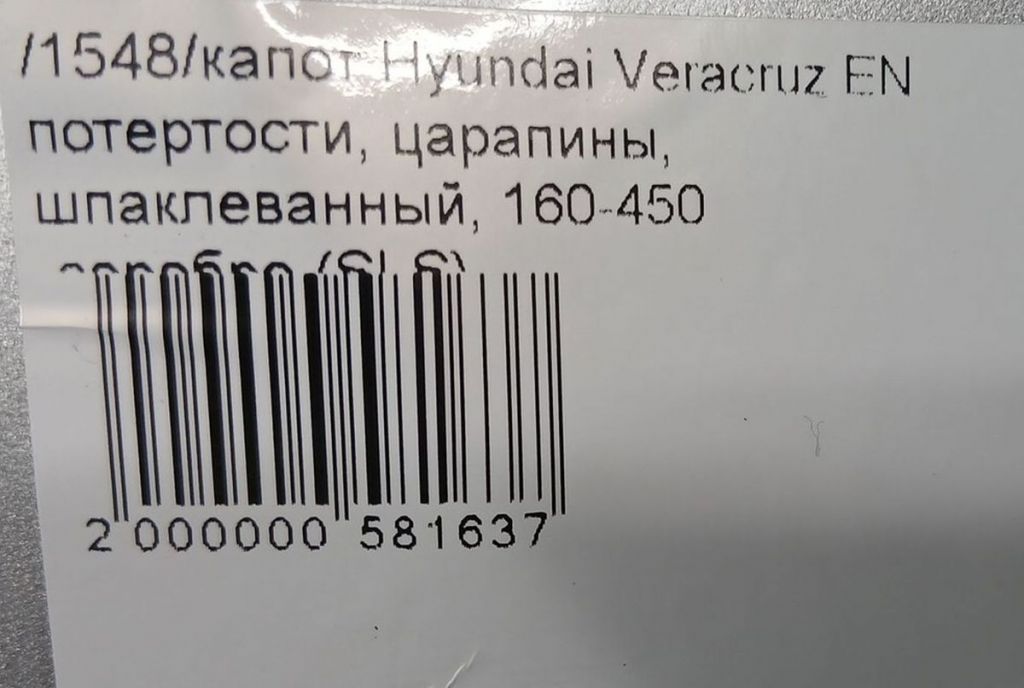 /1548/капот Hyundai Veracruz EN
потертости, царапины,
шпаклеванный, 160-450
2 000000 581637